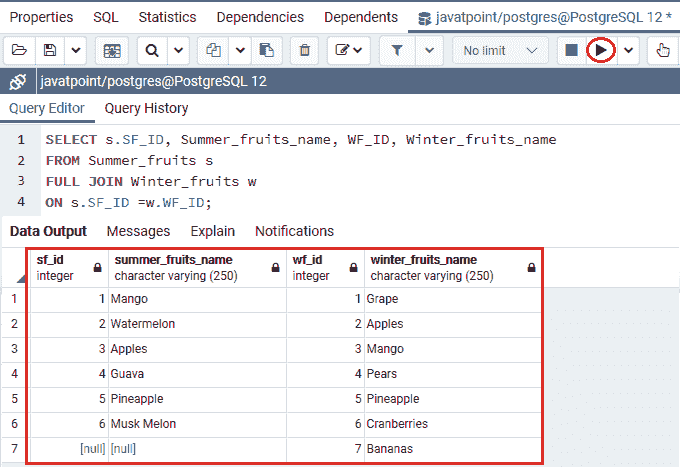 Properties SQL Statistics Dependencies Dependents javatpoint/postgres@PostgreSQL 12 *
No limit
javatpoint/postgres@PostgreSQL 12
Query Editor Query History
1 SELECT s.SF_ID, Summer_fruits_name, WF_ID, Winter_fruits_name
2 FROM Summer_fruits s
3 FULL JOIN Winter_fruits w
4 ON s.SF_ID =w.WF_ID;
Data Output Messages Explain Notifications
sf_id summer_fruits_name wf_id winter_fruits_name
integer character varying (250) integer character varying (250)
1 1 Mango 1 Grape
2 2 Watermelon 2 Apples
3 3 Apples 3 Mango
4 4 Guava 4 Pears
5 5 Pineapple 5 Pineapple
6 6 Musk Melon 6 Cranberries
7 [null] [null] 7 Bananas